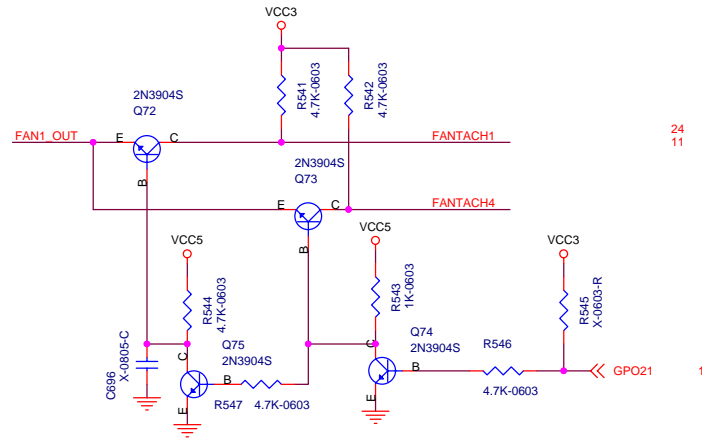 VCC3
R541
4.7K-0603
R542
4.7K-0603
2N3904S
Q72
FAN1_OUT
E
C
B
FANTACH1
24
11
2N3904S
Q73
E
C
B
FANTACH4
VCC5
R544
4.7K-0603
VCC5
R543
1K-0603
VCC3
R545
X-0603-R
C696
X-0805-C
Q75
2N3904S
C
B
E
R547
4.7K-0603
Q74
2N3904S
C
B
E
R546
4.7K-0603
GPO21
1